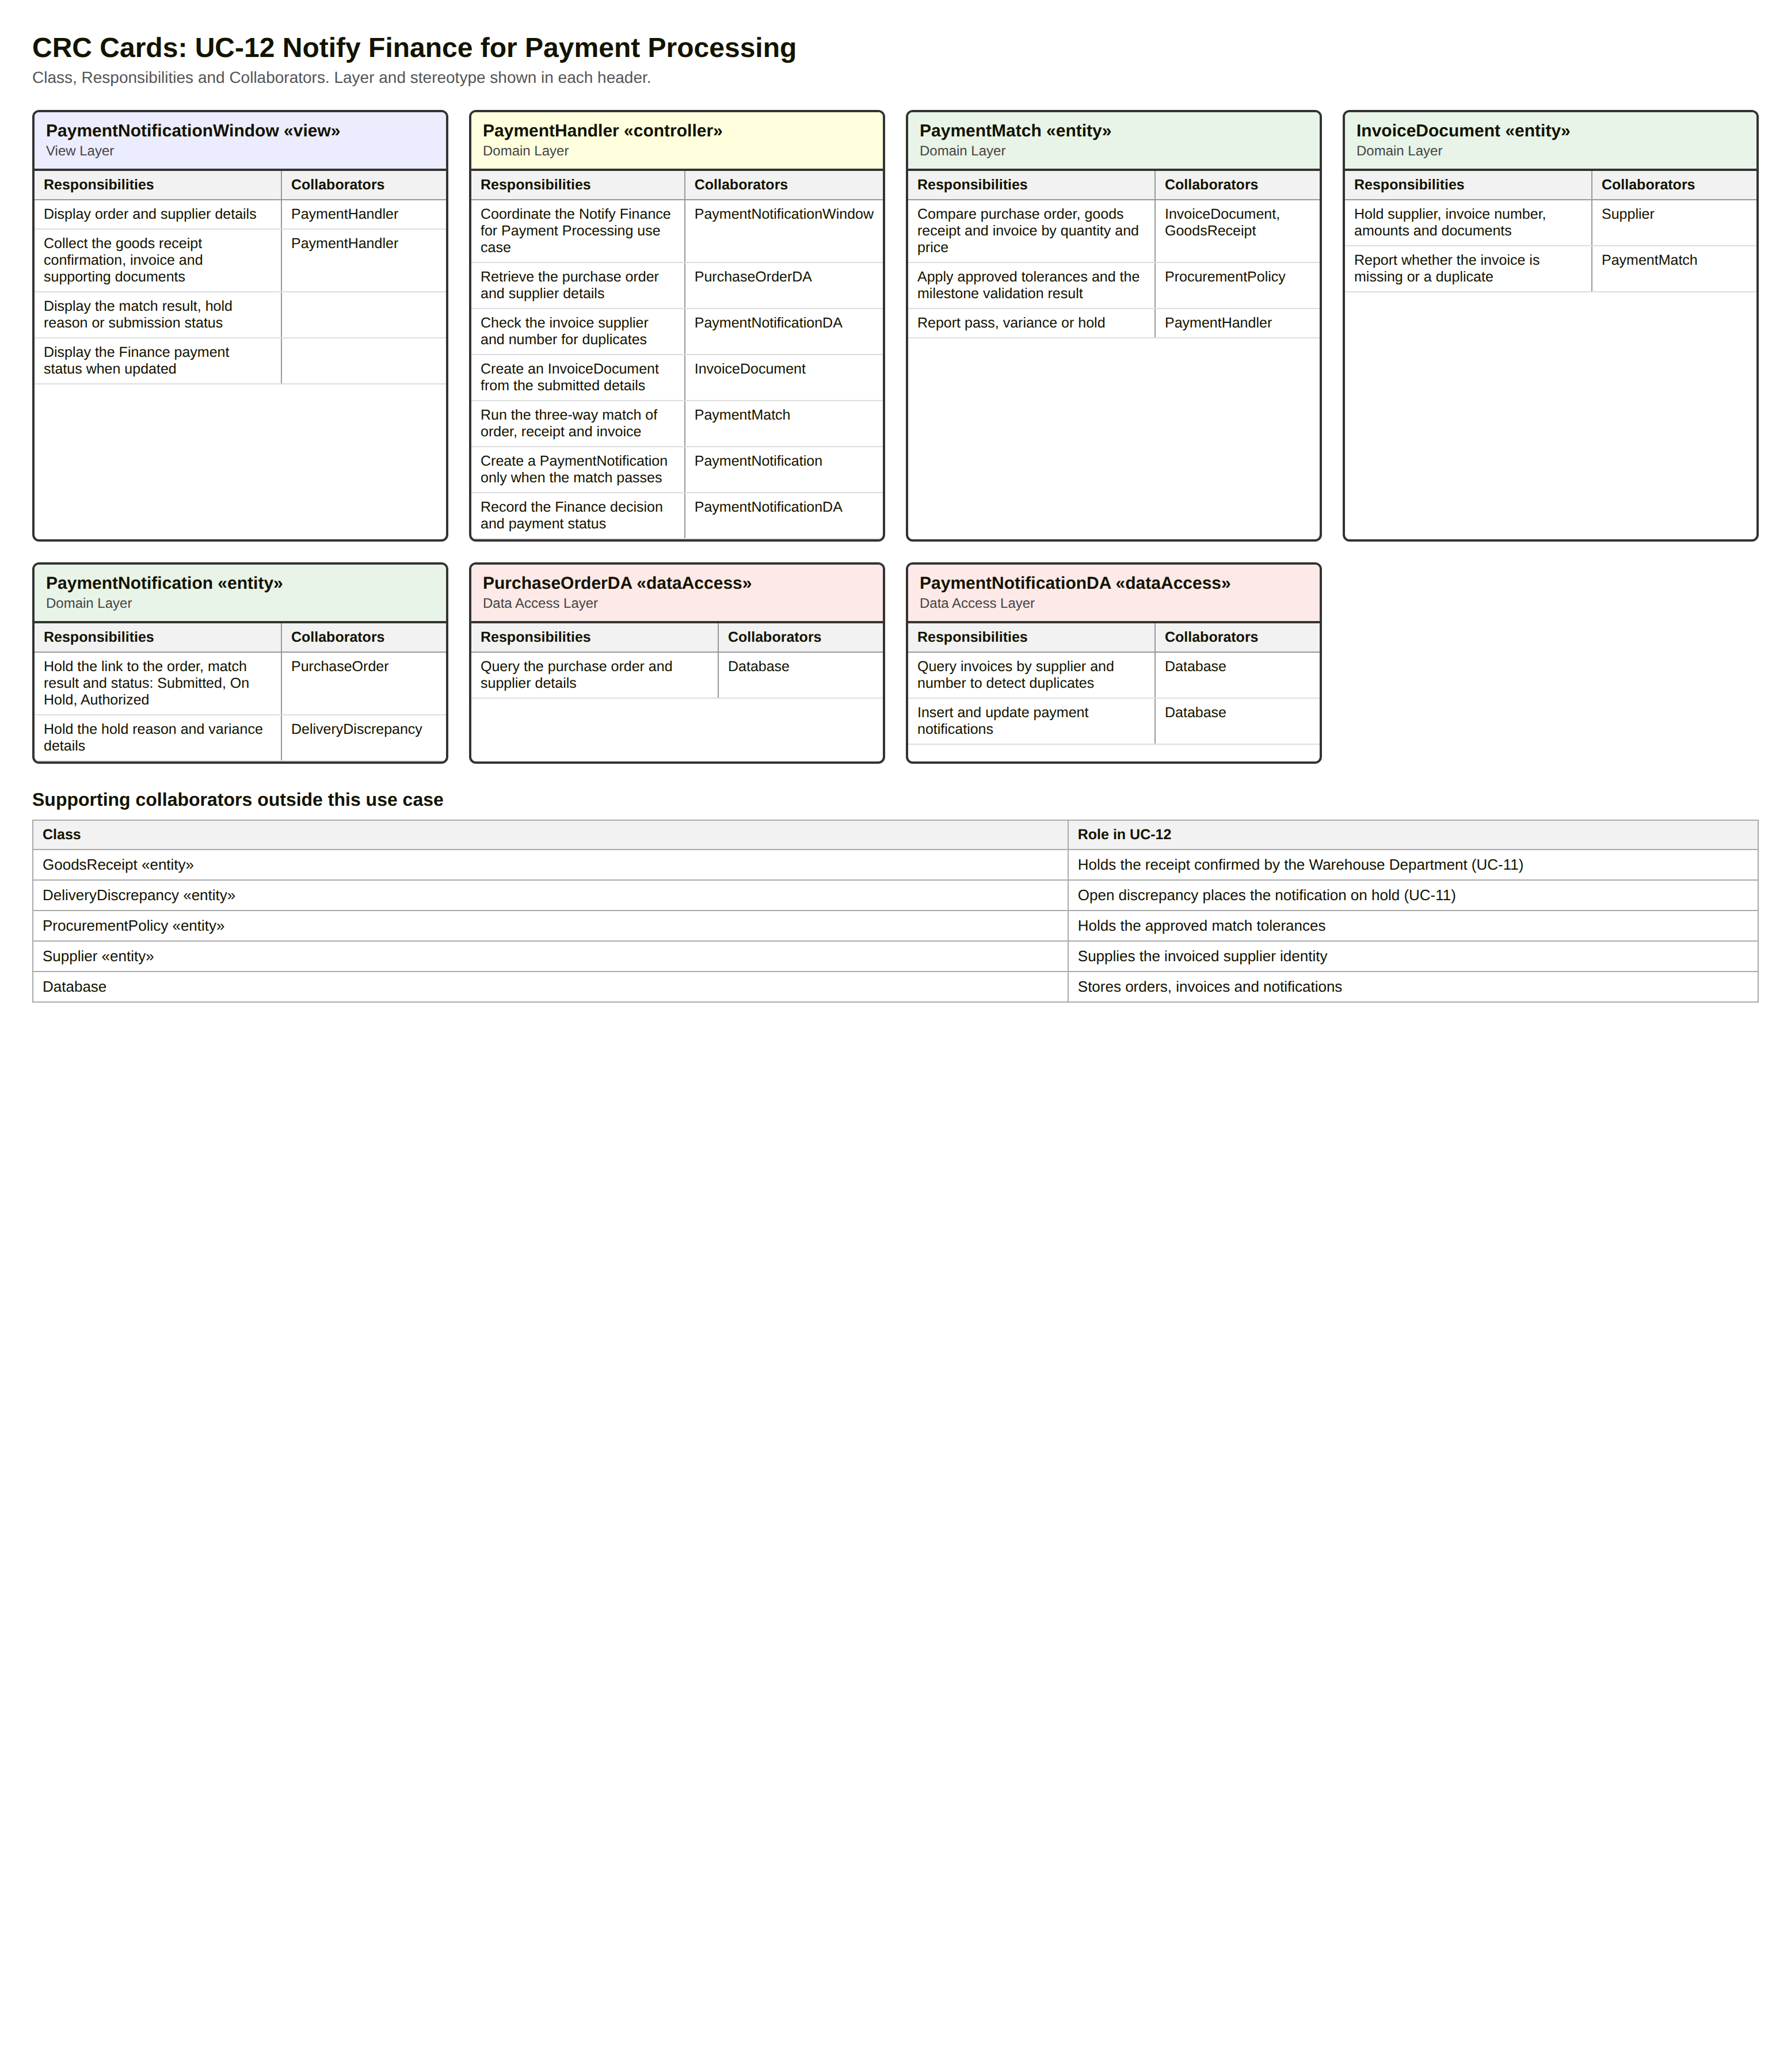 CRC Cards: UC-12 Notify Finance for Payment Processing
Class, Responsibilities and Collaborators. Layer and stereotype shown in each header.
PaymentNotificationWindow «view»
View Layer
Responsibilities
Collaborators
Display order and supplier details
PaymentHandler
Collect the goods receipt
confirmation, invoice and
supporting documents
PaymentHandler
Display the match result, hold
reason or submission status
Display the Finance payment
status when updated
PaymentHandler «controller»
Domain Layer
Responsibilities
Collaborators
Coordinate the Notify Finance
for Payment Processing use
case
PaymentNotificationWindow
Retrieve the purchase order
and supplier details
PurchaseOrderDA
Check the invoice supplier
and number for duplicates
PaymentNotificationDA
Create an InvoiceDocument
from the submitted details
InvoiceDocument
Run the three-way match of
order, receipt and invoice
PaymentMatch
Create a PaymentNotification
only when the match passes
PaymentNotification
Record the Finance decision
and payment status
PaymentNotificationDA
PaymentMatch «entity»
Domain Layer
Responsibilities
Collaborators
Compare purchase order, goods
receipt and invoice by quantity and
price
InvoiceDocument,
GoodsReceipt
Apply approved tolerances and the
milestone validation result
ProcurementPolicy
Report pass, variance or hold
PaymentHandler
InvoiceDocument «entity»
Domain Layer
Responsibilities
Collaborators
Hold supplier, invoice number,
amounts and documents
Supplier
Report whether the invoice is
missing or a duplicate
PaymentMatch
PaymentNotification «entity»
Domain Layer
Responsibilities
Collaborators
Hold the link to the order, match
result and status: Submitted, On
Hold, Authorized
PurchaseOrder
Hold the hold reason and variance
details
DeliveryDiscrepancy
PurchaseOrderDA «dataAccess»
Data Access Layer
Responsibilities
Collaborators
Query the purchase order and
supplier details
Database
PaymentNotificationDA «dataAccess»
Data Access Layer
Responsibilities
Collaborators
Query invoices by supplier and
number to detect duplicates
Database
Insert and update payment
notifications
Database
Supporting collaborators outside this use case
Class
Role in UC-12
GoodsReceipt «entity»
Holds the receipt confirmed by the Warehouse Department (UC-11)
DeliveryDiscrepancy «entity»
Open discrepancy places the notification on hold (UC-11)
ProcurementPolicy «entity»
Holds the approved match tolerances
Supplier «entity»
Supplies the invoiced supplier identity
Database
Stores orders, invoices and notifications